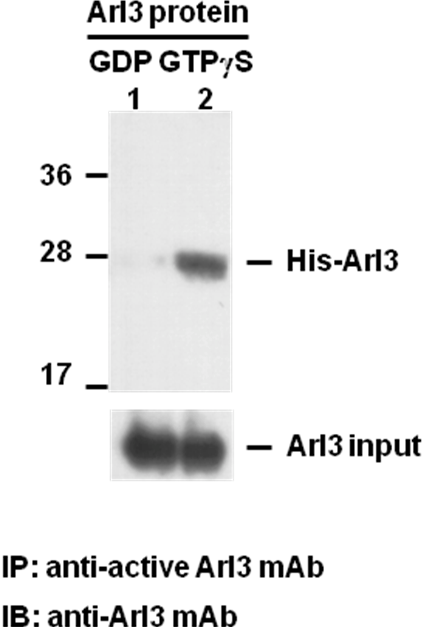 Arl3 protein
GDP GTPγS
1 2
36
28
His-Arl3
17
Arl3 input
IP: anti-active Arl3 mAb
IB: anti-Arl3 mAb